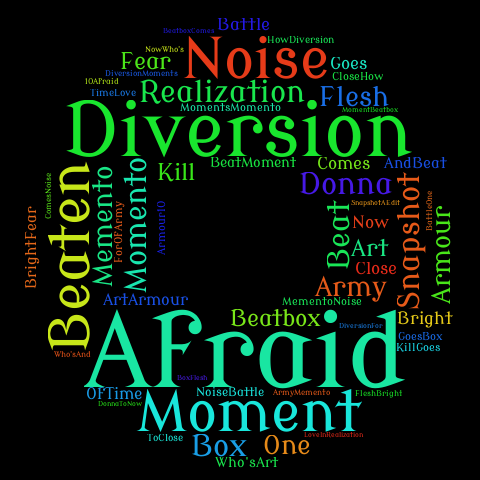 Battle
BeatboxComes
HowDiversion
NowWho's
Noise
Fear
Goes
DiversionMoments
CloseHow
10Afraid
Realization
Flesh
TimeLove
MomentsMomento
MomentBeatbox
Diversion
Kill
BeatMoment
Comes
AndBeat
Donna
ComesNoise
Beaten
Memento
Momento
ForOfArmy
ArmourIO
BrightFear
Beat
SnapshotAEdit
Snapshot
BattleOne
Armour
Now
Art
Close
Army
ArtArmour
MementoNoise
Beatbox
DiversionFor
Bright
GoesBox
KillGoes
Afraid
Who'sAnd
BoxFlesh
OfTime
NoiseBattle
ArmyMemento
FleshBright
DonnaToNow
Moment
ToClose
LoveInRealization
Box
One
Who'sArt